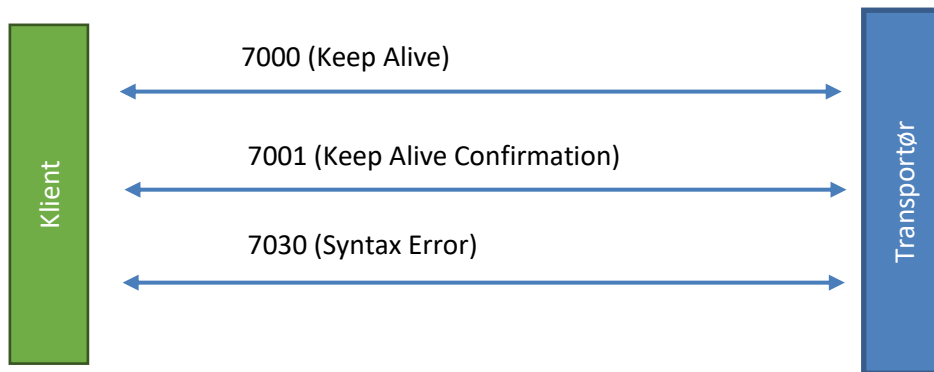 7000 (Keep Alive)
7001 (Keep Alive Confirmation)
7030 (Syntax Error)
Klient
Transportør